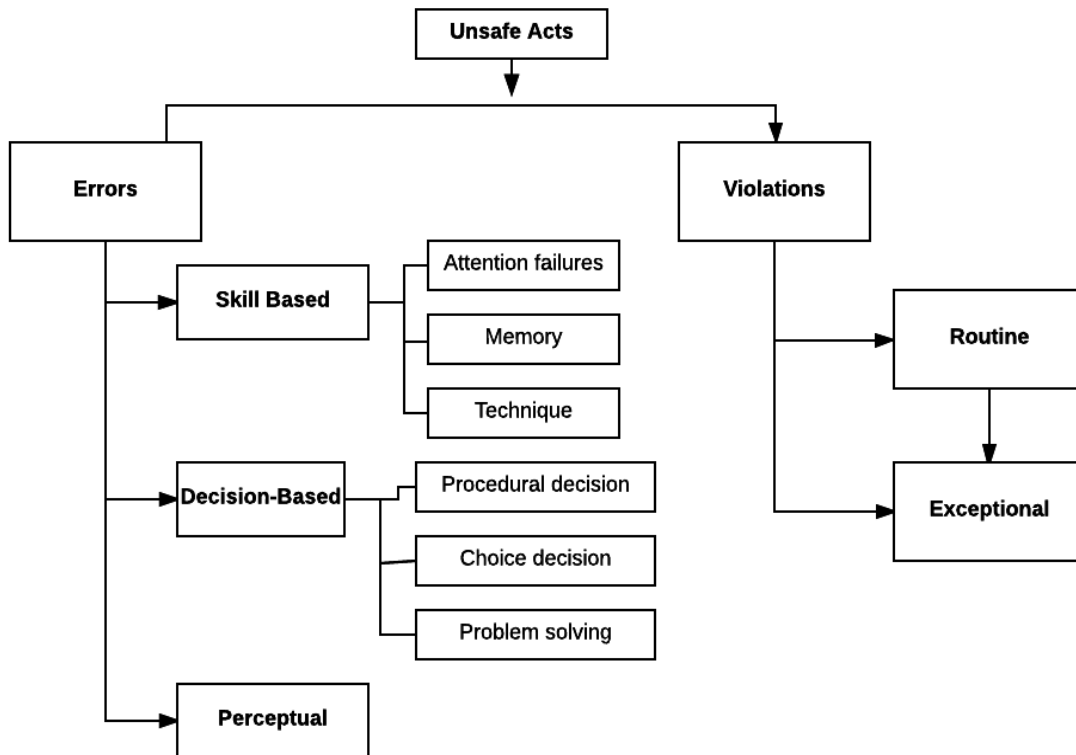 Unsafe Acts
Errors
Violations
Skill Based
Attention failures
Memory
Technique
Routine
Decision-Based
Procedural decision
Choice decision
Problem solving
Exceptional
Perceptual